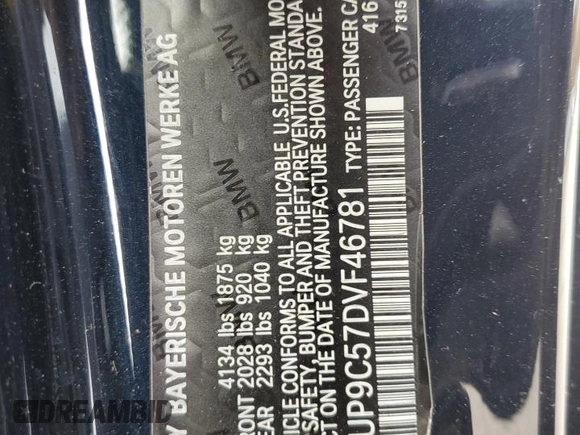 Y BAYERISCHE MOTOREN WERKE AG
4134 lbs 1875 kg
RONT 2028 lbs 920 kg
EAR 2293 lbs 1040 kg
ICLE CONFORMS TO ALL APPLICABLE U.S.FEDERAL MO
SAFETY, BUMPER AND THEFT PREVENTION STANDA
CT ON THE DATE OF MANUFACTURE SHOWN ABOVE.
UP9C57DVF46781 TYPE: PASSENGER CA
416
7315
BMW
BMW
BMW
BMW
DREAMBID